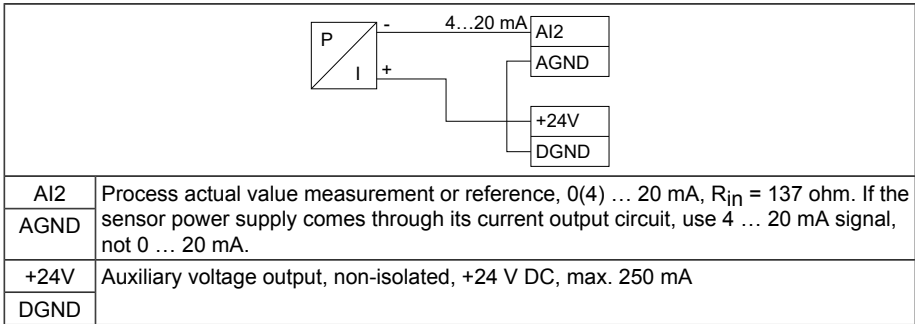 P
I
-
+
4…20 mA
AI2
AGND
+24V
DGND
AI2
AGND
Process actual value measurement or reference, 0(4) … 20 mA, Rin = 137 ohm. If the
sensor power supply comes through its current output circuit, use 4 … 20 mA signal,
not 0 … 20 mA.
+24V
DGND
Auxiliary voltage output, non-isolated, +24 V DC, max. 250 mA